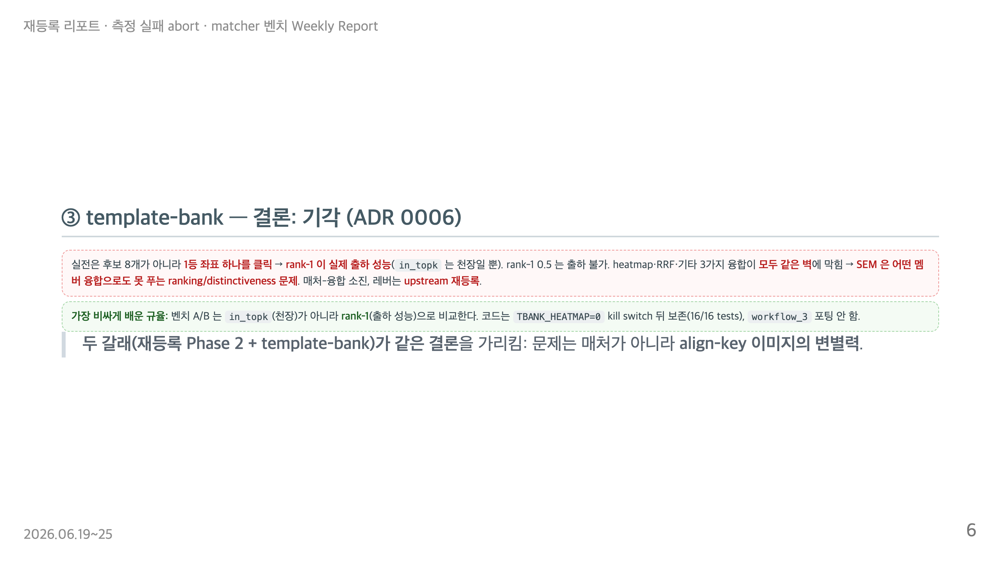 재등록 리포트 · 측정 실패 abort · matcher 벤치 Weekly Report
③ template-bank — 결론: 기각 (ADR 0006)
실전은 후보 8개가 아니라 1등 좌표 하나를 클릭 → rank-1 이 실제 출하 성능( in_topk 는 천장일 뿐). rank-1 0.5 는 출하 불가. heatmap·RRF·기타 3가지 융합이 모두 같은 벽에 막힘 → SEM 은 어떤 멤
버 융합으로도 못 푸는 ranking/distinctiveness 문제. 매처-융합 소진, 레버는 upstream 재등록.
가장 비싸게 배운 규율: 벤치 A/B 는 in_topk (천장)가 아니라 rank-1(출하 성능)으로 비교한다. 코드는 TBANK_HEATMAP=0 kill switch 뒤 보존(16/16 tests), workflow_3 포팅 안 함.
두 갈래(재등록 Phase 2 + template-bank)가 같은 결론을 가리킴: 문제는 매처가 아니라 align-key 이미지의 변별력.
2026.06.19~25
6